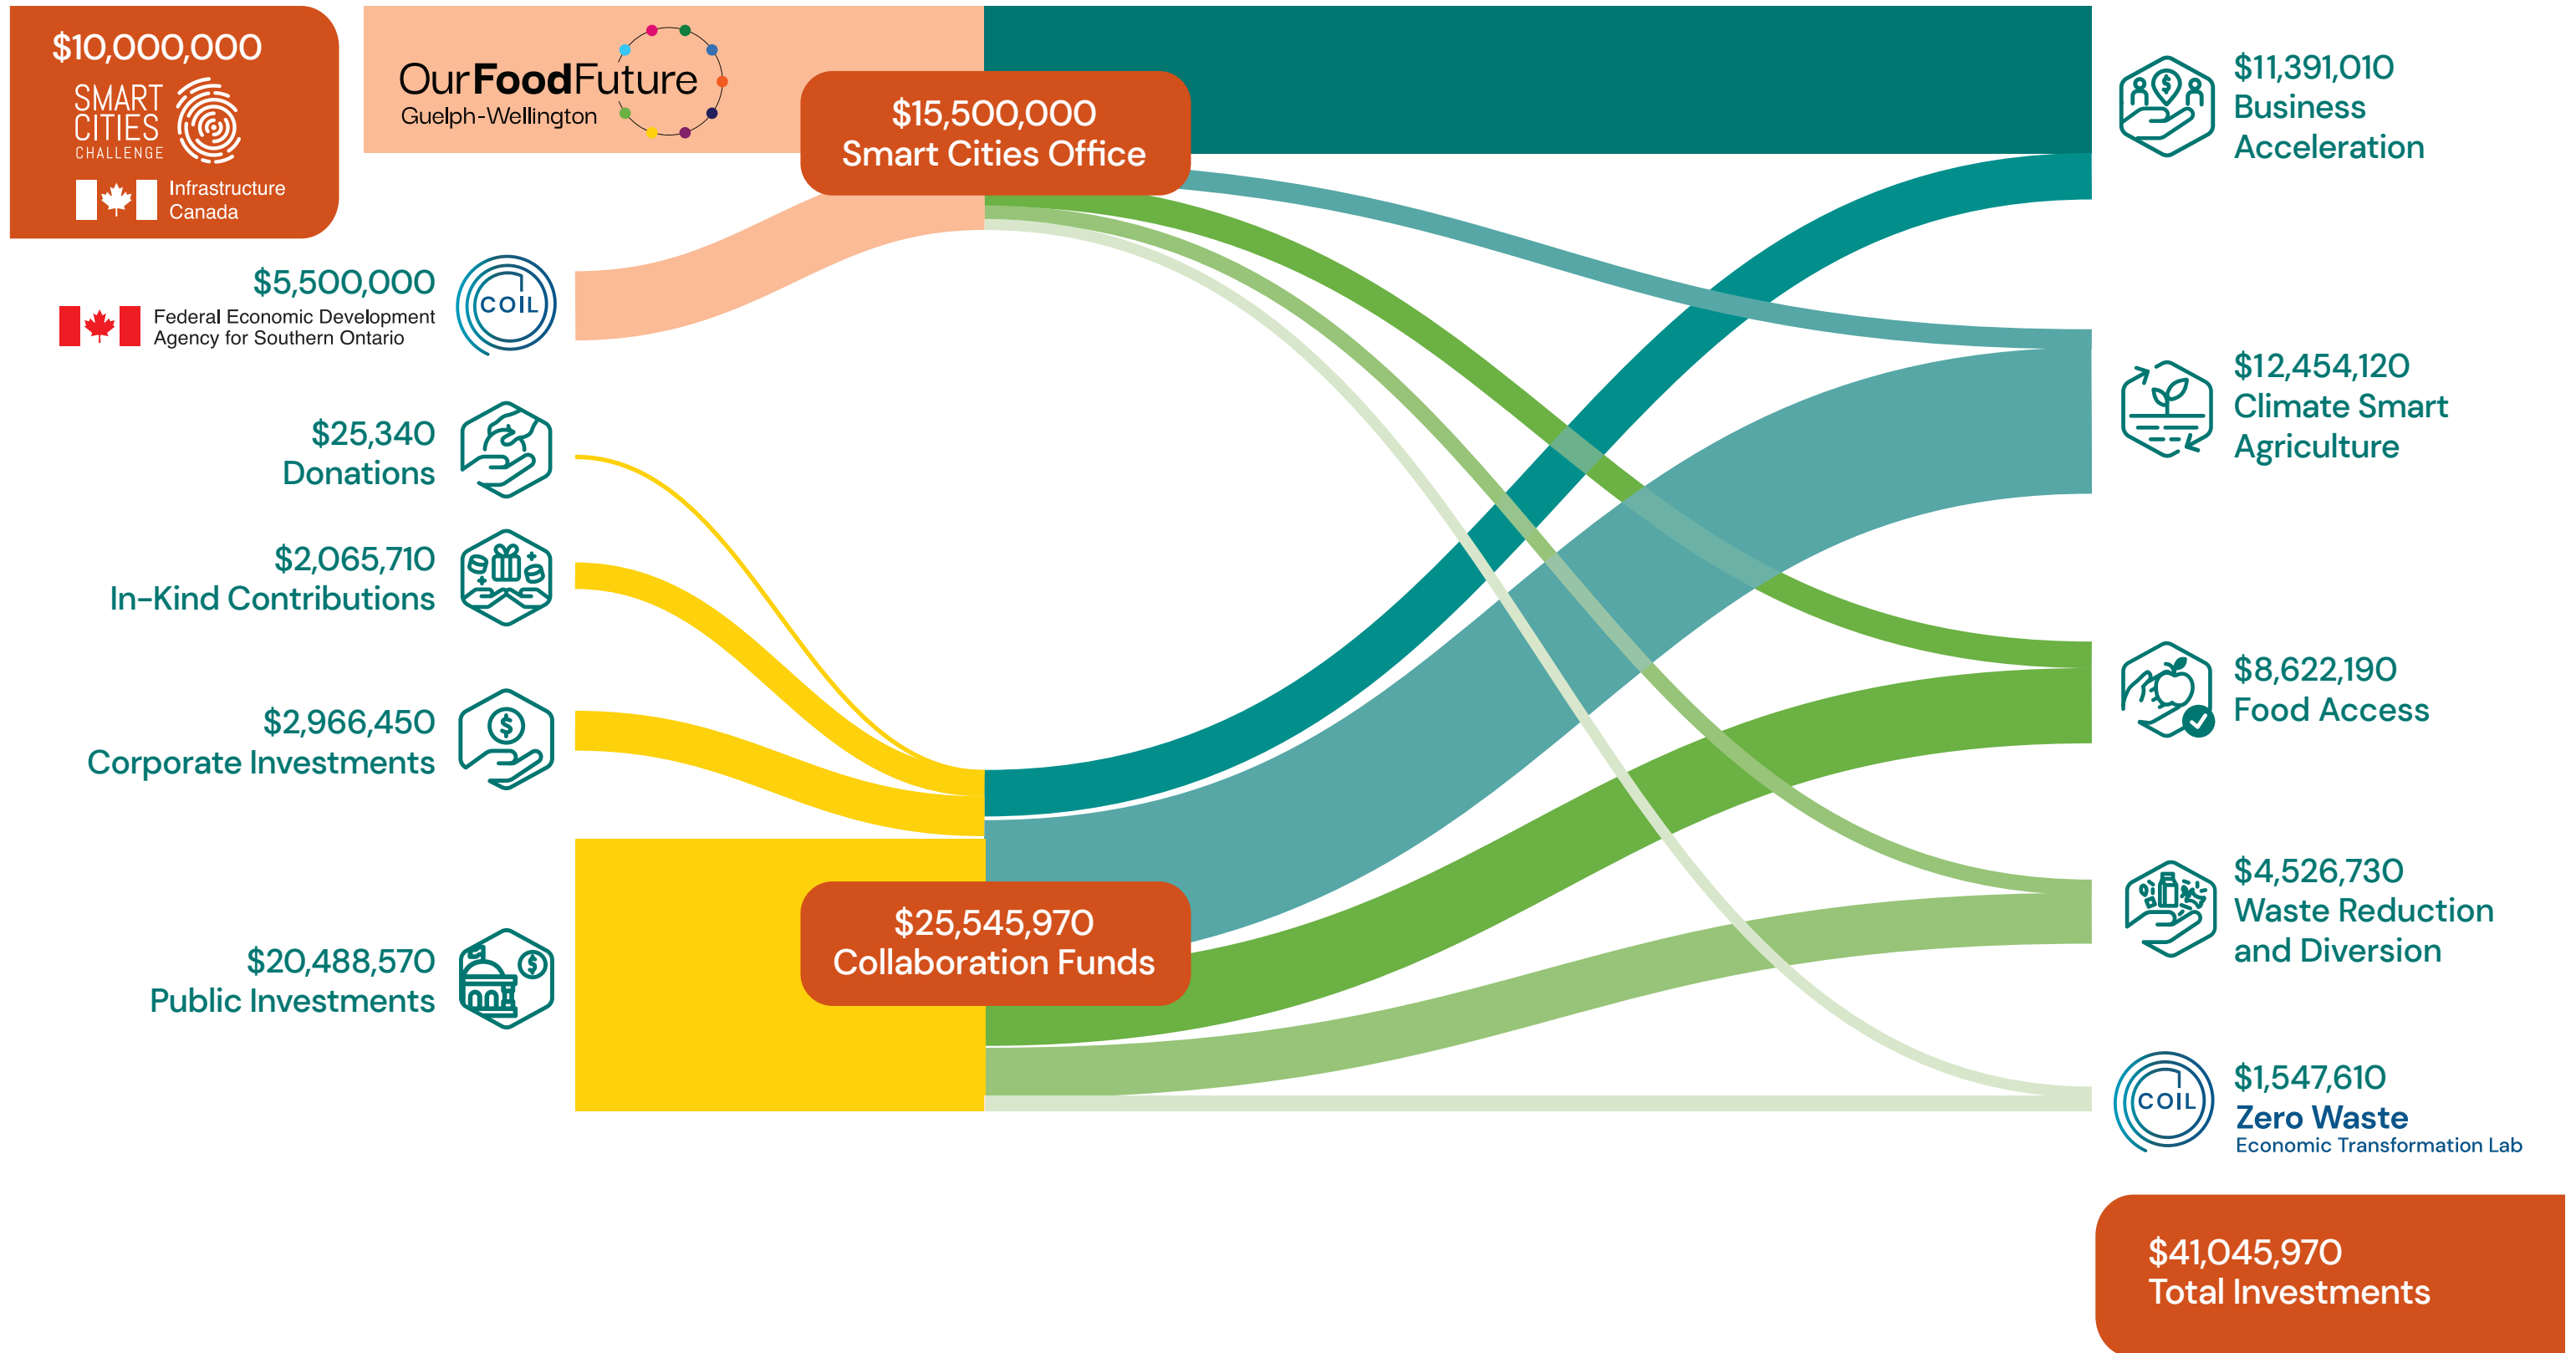 $10,000,000
SMART
CITIES
CHALLENGE
Infrastructure
Canada
OurFoodFuture
Guelph-Wellington
$15,500,000
Smart Cities Office
$5,500,000
Federal Economic Development
Agency for Southern Ontario
COIL
$25,340
Donations
$2,065,710
In-Kind Contributions
$2,966,450
Corporate Investments
$20,488,570
Public Investments
$25,545,970
Collaboration Funds
$11,391,010
Business
Acceleration
$12,454,120
Climate Smart
Agriculture
$8,622,190
Food Access
$4,526,730
Waste Reduction
and Diversion
COIL
$1,547,610
Zero Waste
Economic Transformation Lab
$41,045,970
Total Investments